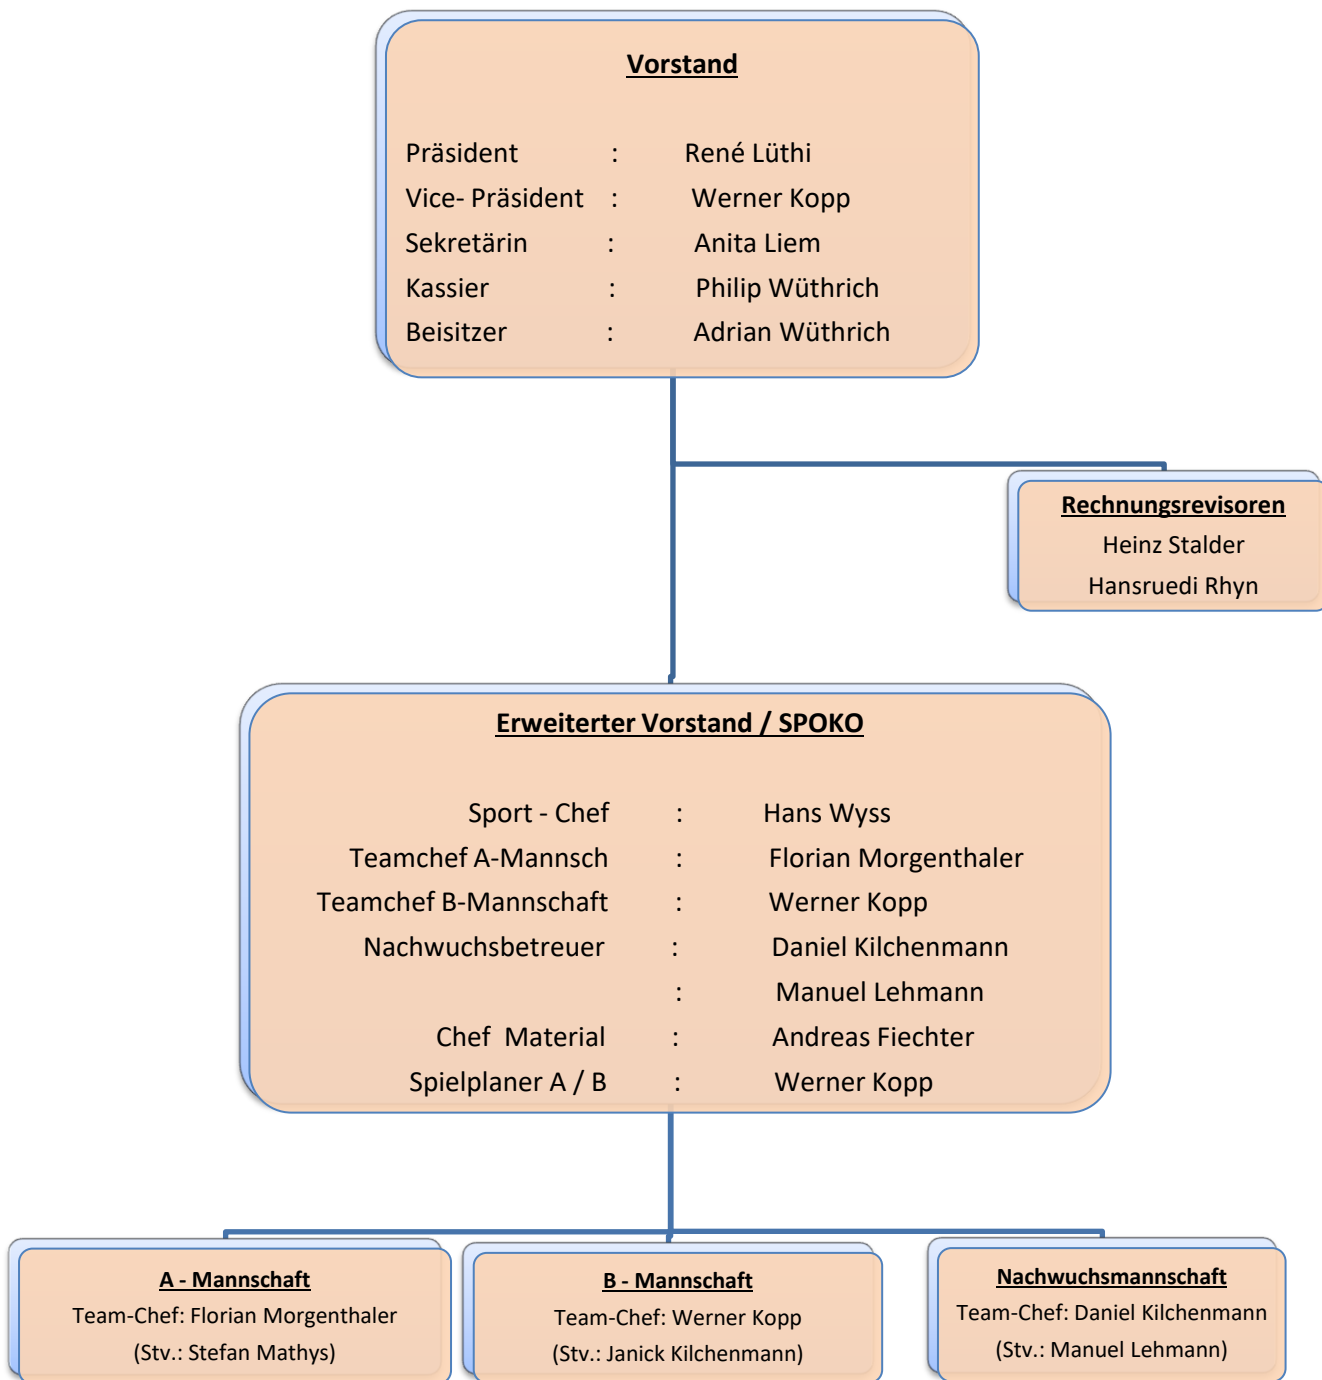 Vorstand
Präsident : René Lüthi
Vice- Präsident : Werner Kopp
Sekretärin : Anita Liem
Kassier : Philip Wüthrich
Beisitzer : Adrian Wüthrich
Rechnungsrevisoren
Heinz Stalder
Hansruedi Rhyn
Erweiterter Vorstand / SPOKO
Sport - Chef : Hans Wyss
Teamchef A-Mannsch : Florian Morgenthaler
Teamchef B-Mannschaft : Werner Kopp
Nachwuchsbetreuer : Daniel Kilchenmann
: Manuel Lehmann
Chef Material : Andreas Fiechter
Spielplaner A / B : Werner Kopp
A - Mannschaft
Team-Chef: Florian Morgenthaler
(Stv.: Stefan Mathys)
B - Mannschaft
Team-Chef: Werner Kopp
(Stv.: Janick Kilchenmann)
Nachwuchsmannschaft
Team-Chef: Daniel Kilchenmann
(Stv.: Manuel Lehmann)